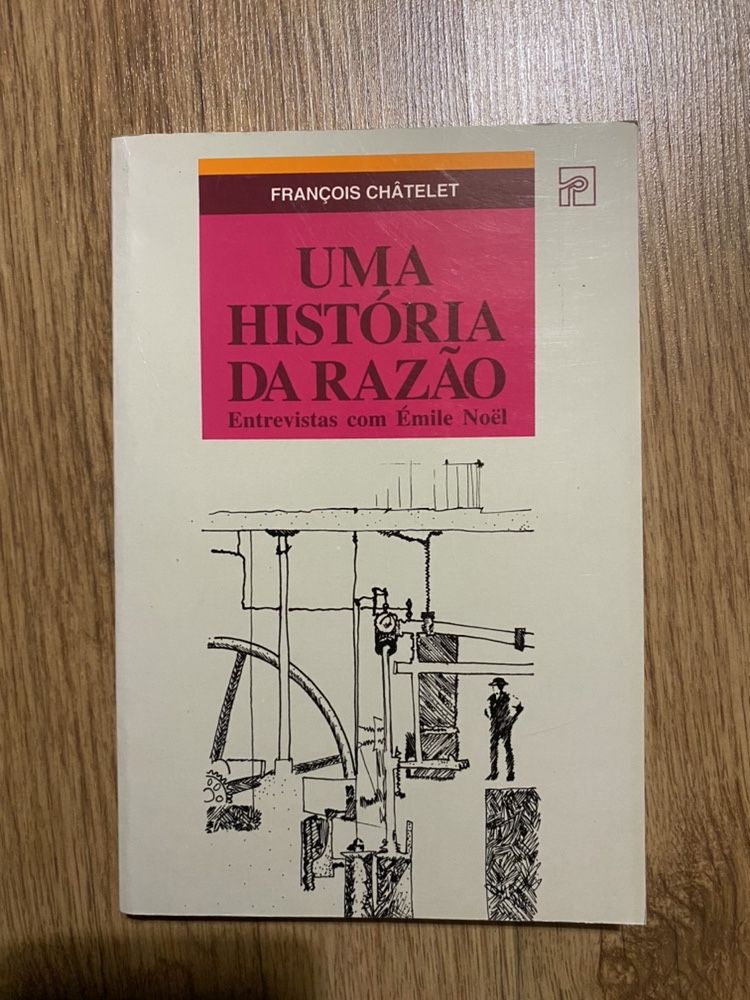 FRANÇOIS CHÂTELET
UMA
HISTÓRIA
DA RAZÃO
Entrevistas com Émile Noël